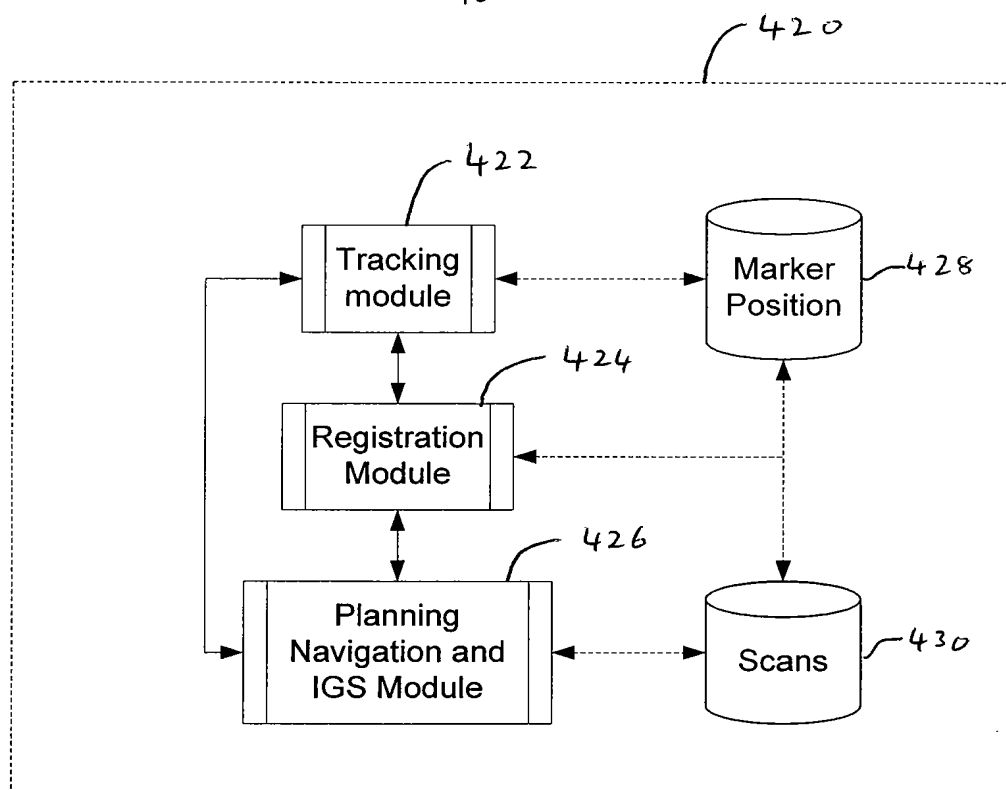 420
422
Tracking
module
Marker
Position
428
424
Registration
Module
426
Planning
Navigation and
IGS Module
Scans
430